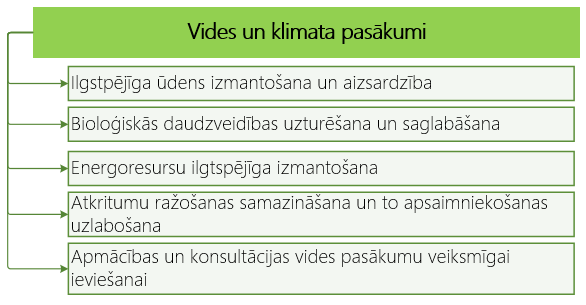 Vides un klimata pasākumi
Ilgstpējīga ūdens izmantošana un aizsardzība
Bioloģiskās daudzveidības uzturēšana un saglabāšana
Energoresursu ilgtspējīga izmantošana
Atkritumu ražošanas samazināšana un to apsaimniekošanas
uzlabošana
Apmācības un konsultācijas vides pasākumu veiksmīgai
ieviešanai